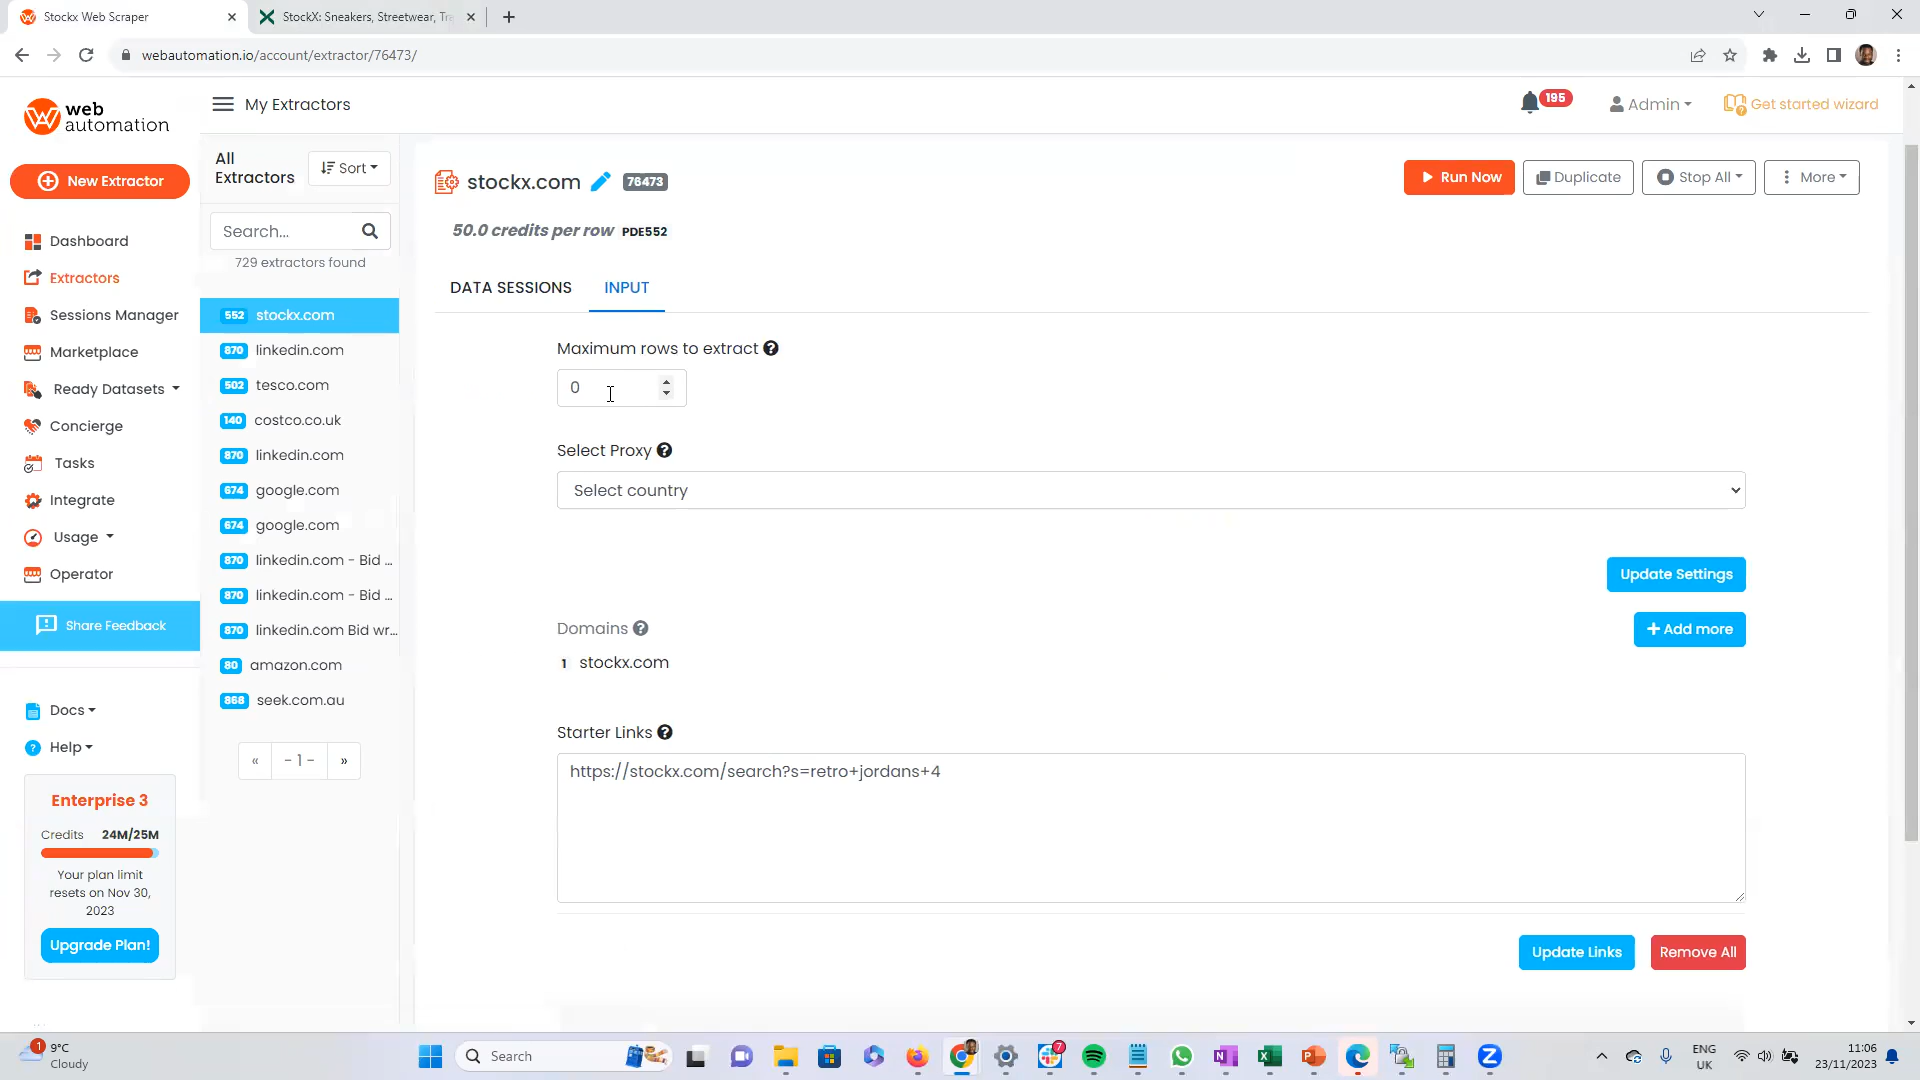 Stockx Web Scraper
StockX: Sneakers, Streetwear, Tr
webautomation.io/account/extractor/76473/
web
automation
My Extractors
195
Admin
Get started wizard
New Extractor
Dashboard
Extractors
Sessions Manager
Marketplace
Ready Datasets
Concierge
Tasks
Integrate
Usage
Operator
Share Feedback
Docs
Help
Enterprise 3
Credits 24M/25M
Your plan limit
resets on Nov 30,
2023
Upgrade Plan!
All
Extractors
Sort
Search...
729 extractors found
552 stockx.com
870 linkedin.com
502 tesco.com
140 costco.co.uk
870 linkedin.com
674 google.com
674 google.com
870 linkedin.com - Bid ...
870 linkedin.com - Bid ...
870 linkedin.com Bid wr...
80 amazon.com
868 seek.com.au
« - 1 - »
stockx.com 76473
Run Now
Duplicate
Stop All
More
50.0 credits per row PDE552
DATA SESSIONS
INPUT
Maximum rows to extract
0
Select Proxy
Select country
Update Settings
Domains
Add more
1 stockx.com
Starter Links
https://stockx.com/search?s=retro+jordans+4
Update Links
Remove All
1
9°C
Cloudy
Search
7
ENG
UK
11:06
23/11/2023